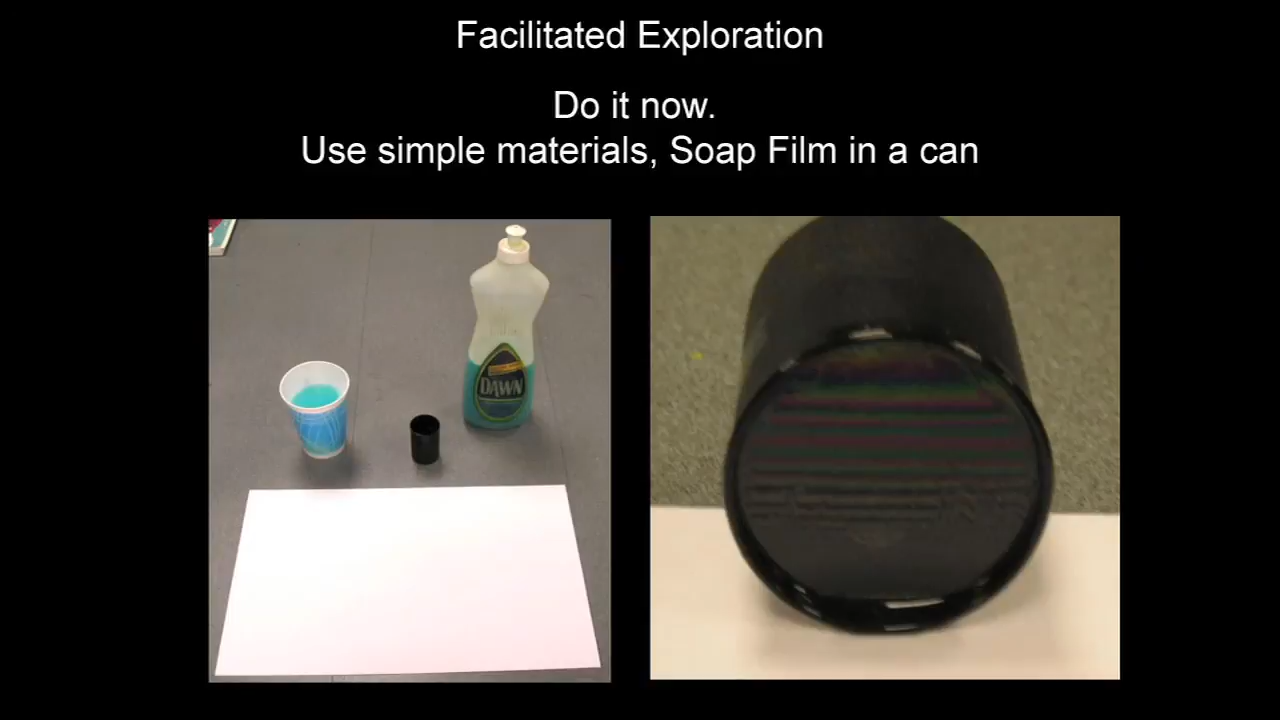 Facilitated Exploration
Do it now.
Use simple materials, Soap Film in a can
DAWN